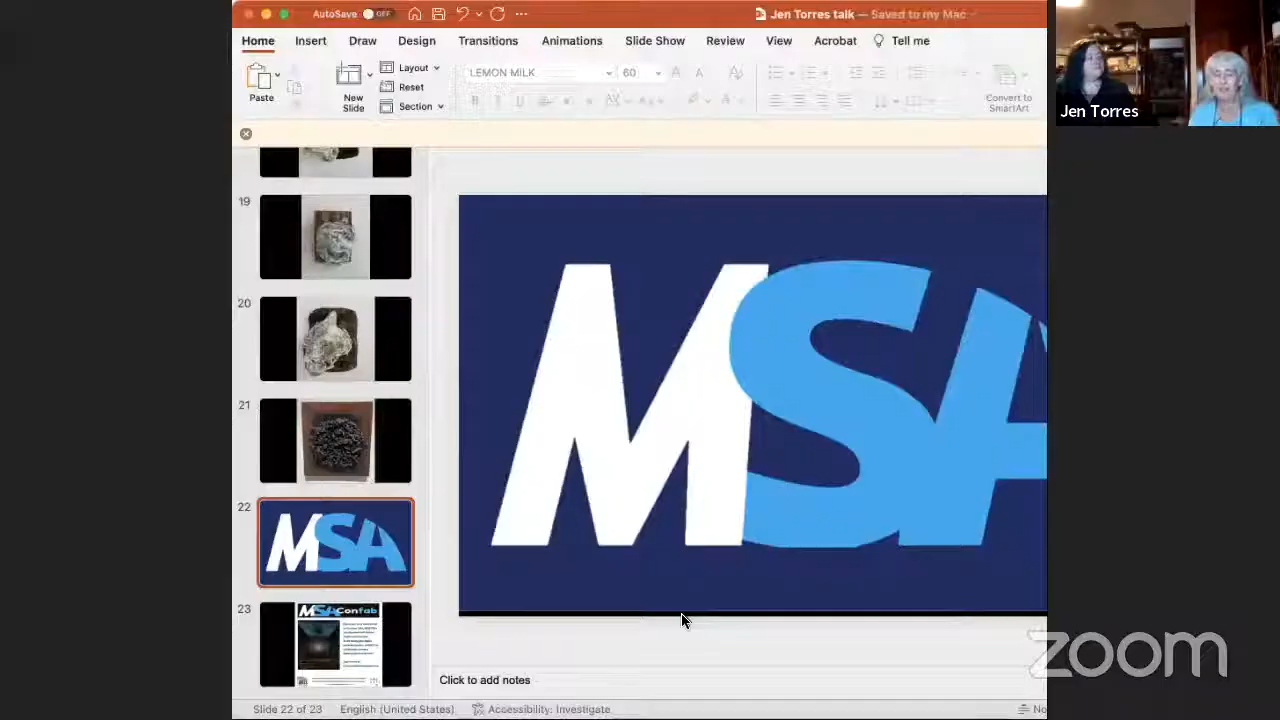 AutoSave OFF
Jen Torres talk — Saved to my Mac
Home Insert Draw Design Transitions Animations Slide Show Review View Acrobat Tell me
Paste
New Slide
Layout
Reset
Section
LEMON MILK 60
Convert to SmartArt
Jen Torres
19
20
21
22
MSA
23
MSA Confab
MSA
Click to add notes
Slide 22 of 23 English (United States) Accessibility: Investigate No
zoom